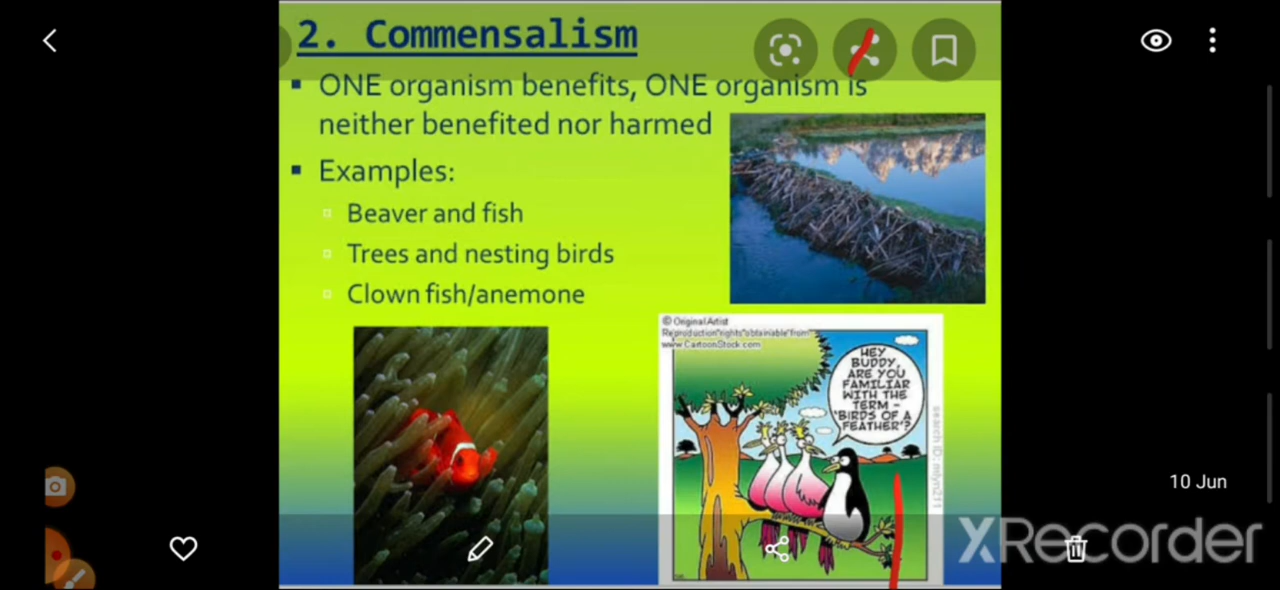 2. Commensalism
ONE organism benefits, ONE organism is
neither benefited nor harmed
Examples:
Beaver and fish
Trees and nesting birds
Clown fish/anemone
© Original Artist
Reproduction rights obtainable from
www.CartoonStock.com
HEY
BUDDY,
ARE YOU
FAMILIAR
WITH THE
TERM -
'BIRDS OF A
FEATHER'?
10 Jun
XRecorder